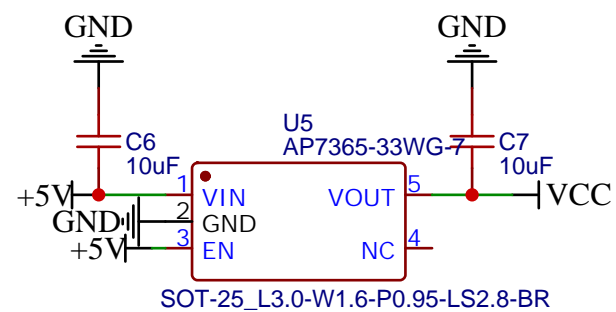 GND
GND
U5
AP7365-33WG-7
C6
10uF
C7
10uF
+5V
1
VIN
VOUT
5
VCC
GND
2
GND
+5V
3
EN
NC
4
SOT-25_L3.0-W1.6-P0.95-LS2.8-BR